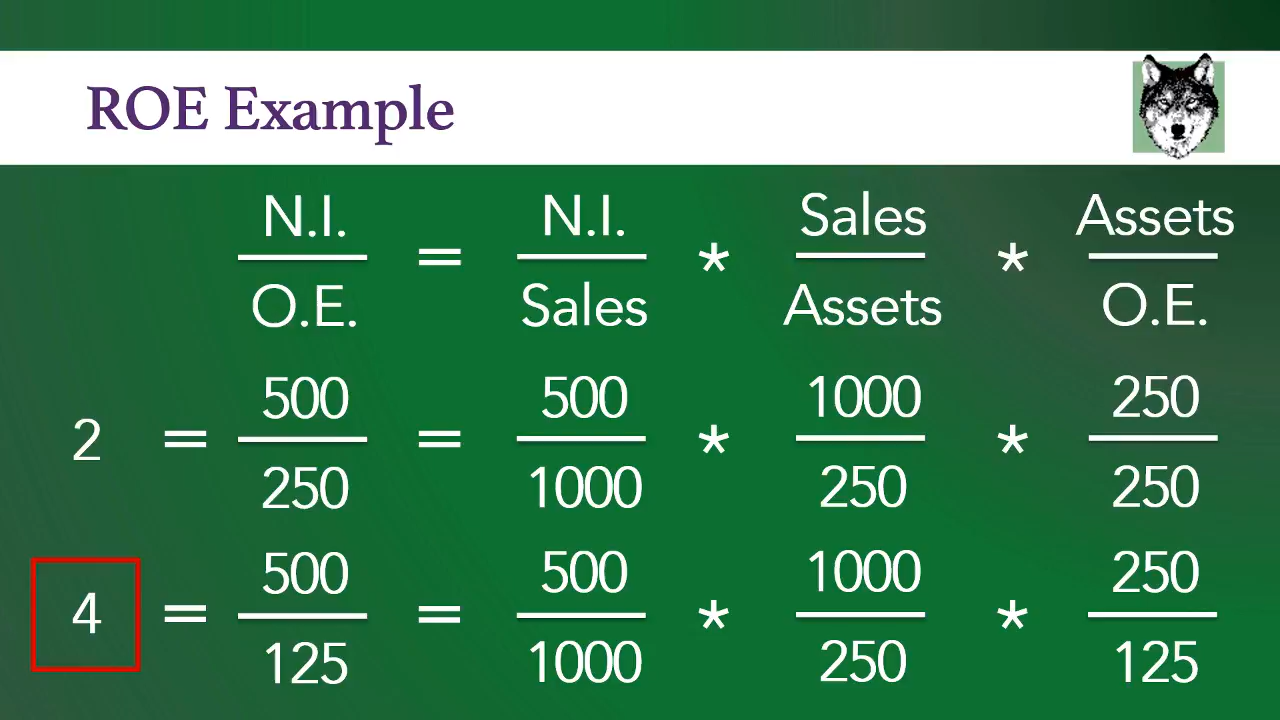 ROE Example
N.I. N.I. Sales Assets
= * *
O.E. Sales Assets O.E.
500 500 1000 250
2 = = * *
250 1000 250 250
500 500 1000 250
4 = = * *
125 1000 250 125